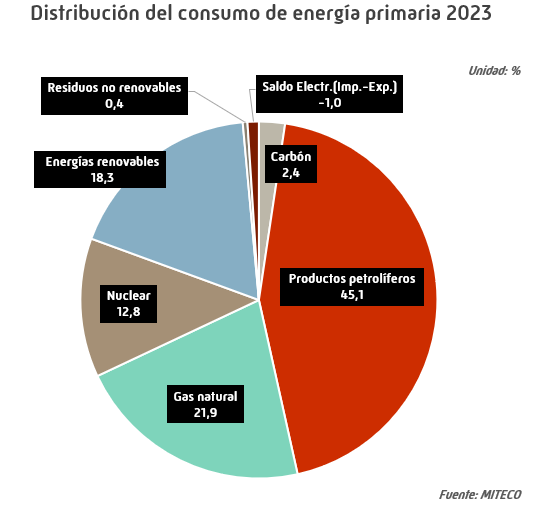 Distribución del consumo de energía primaria 2023
Unidad: %
Residuos no renovables
0,4
Saldo Electr.(Imp.-Exp.)
-1,0
Energías renovables
18,3
Carbón
2,4
Productos petrolíferos
45,1
Nuclear
12,8
Gas natural
21,9
Fuente: MITECO